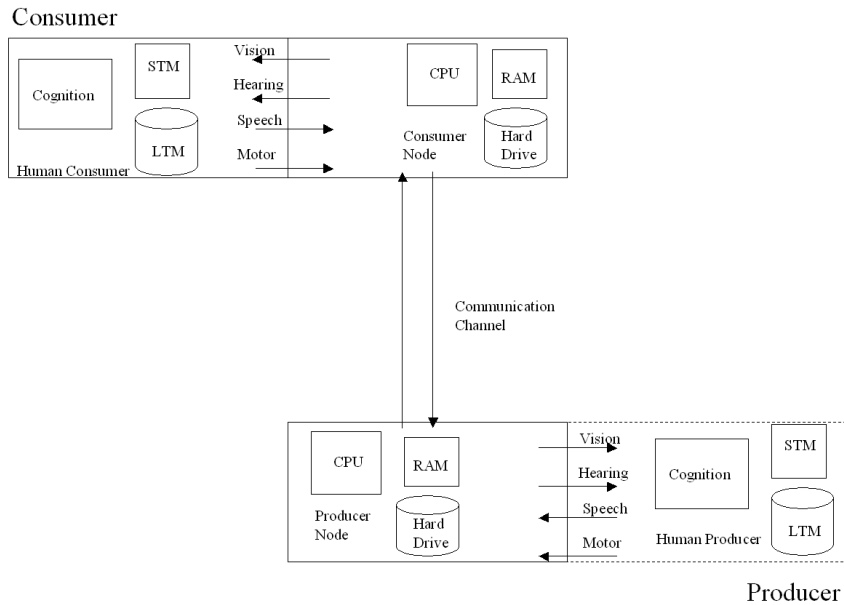 Consumer
Vision
STM
CPU
RAM
Hearing
Cognition
Speech
Consumer
Node
Hard
Drive
LTM
Motor
Human Consumer
Communication
Channel
CPU
RAM
Vision
STM
Hearing
Cognition
Producer
Node
Hard
Drive
Speech
Motor
Human Producer
LTM
Producer